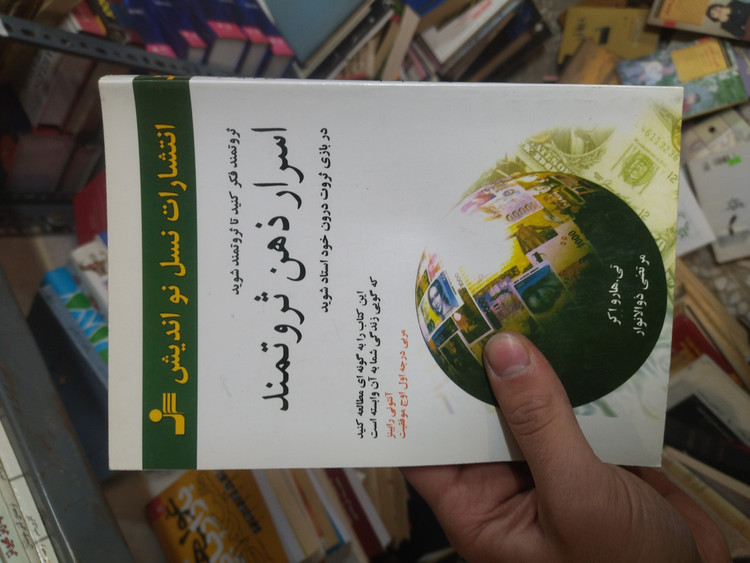 انتشارات نسل نو اندیش
ثروتمند فکر کنید تا ثروتمند شوید
اسرار ذهن ثروتمند
در بازی ثروت درون خود استاد شوید
این کتاب را به گونه ای مطالعه کنید
که گویی زندگی شما به آن وابسته است
آنتونی رابینز
مربی درجه اول اوج موفقیت
تی.هارو اکر
مرتضی ذوالانوار